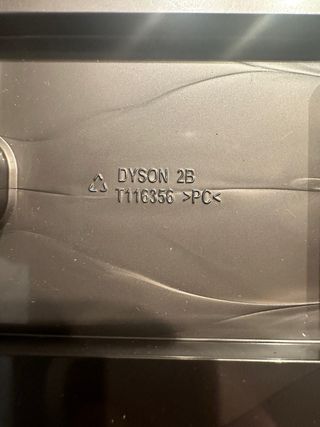 DYSON 2B
T116356 >PC<